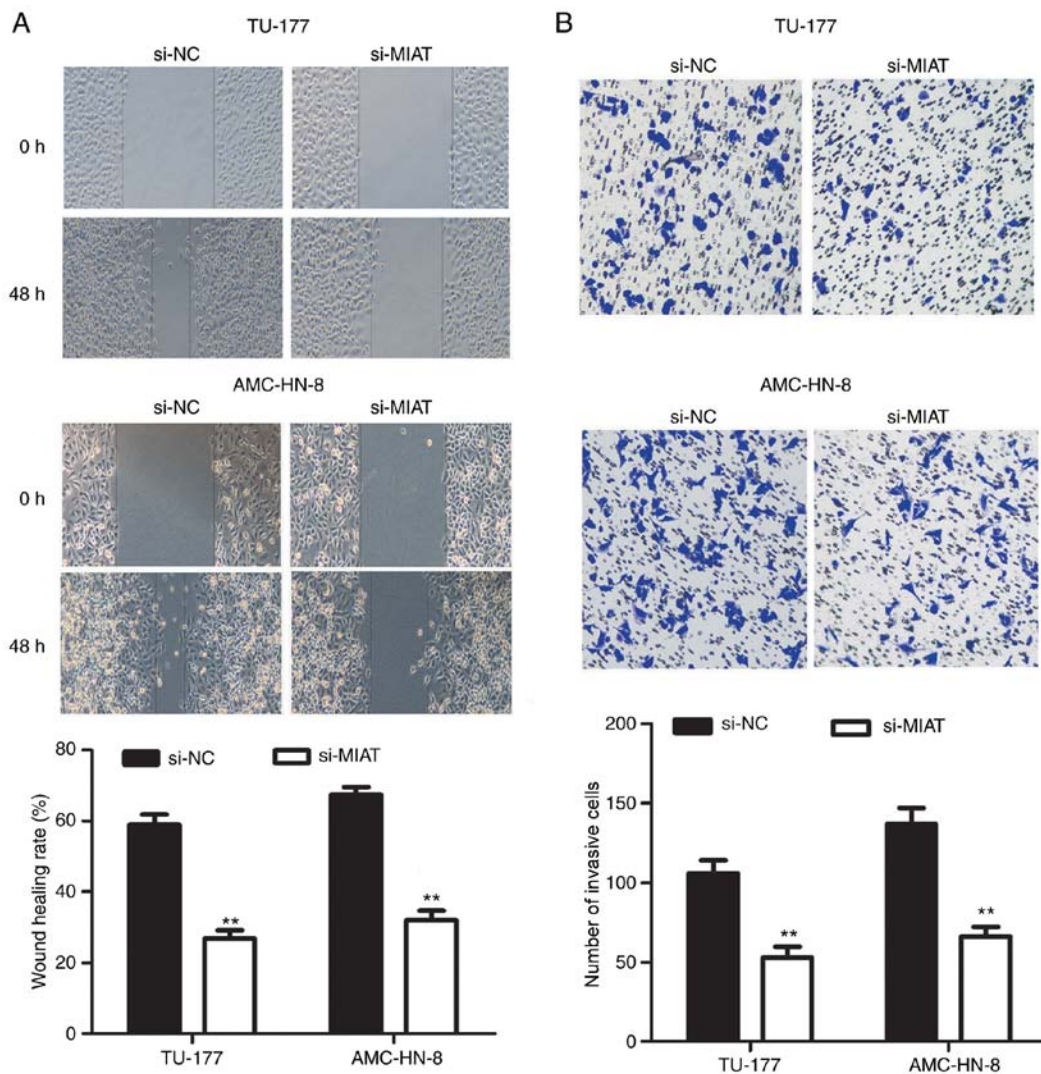 A
TU-177
si-NC si-MIAT
0 h
48 h
AMC-HN-8
si-NC si-MIAT
0 h
48 h
80
60
40
20
0
Wound healing rate (%)
si-NC si-MIAT
**
**
TU-177 AMC-HN-8
B
TU-177
si-NC si-MIAT
AMC-HN-8
si-NC si-MIAT
200
150
100
50
0
Number of invasive cells
si-NC si-MIAT
**
**
TU-177 AMC-HN-8